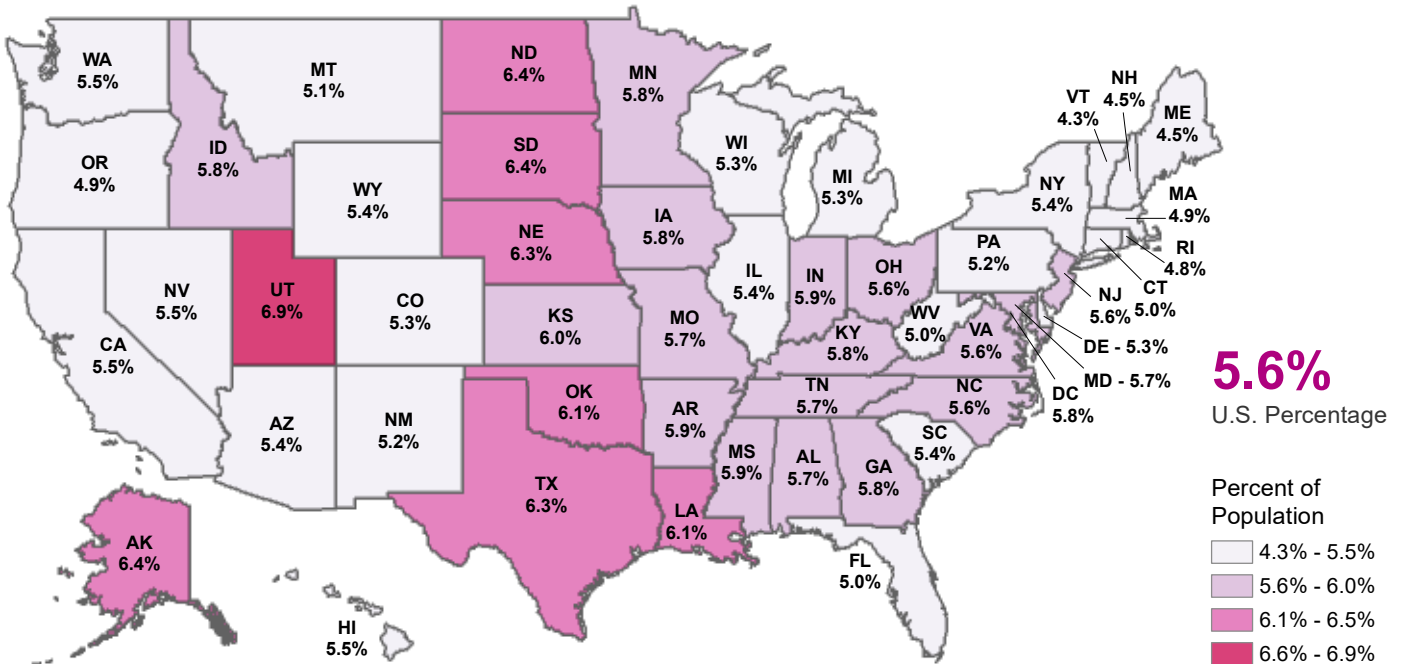 WA
5.5%
MT
5.1%
ND
6.4%
MN
5.8%
NH
4.5%
VT
4.3%
ME
4.5%
OR
4.9%
ID
5.8%
WY
5.4%
SD
6.4%
WI
5.3%
MI
5.3%
NY
5.4%
MA
4.9%
RI
4.8%
CT
5.0%
NE
6.3%
IA
5.8%
PA
5.2%
NJ
5.6%
NV
5.5%
UT
6.9%
CO
5.3%
KS
6.0%
MO
5.7%
IL
5.4%
IN
5.9%
OH
5.6%
WV
5.0%
KY
5.8%
VA
5.6%
DE - 5.3%
MD - 5.7%
DC
5.8%
CA
5.5%
AZ
5.4%
NM
5.2%
OK
6.1%
AR
5.9%
TN
5.7%
NC
5.6%
SC
5.4%
MS
5.9%
AL
5.7%
GA
5.8%
TX
6.3%
LA
6.1%
FL
5.0%
AK
6.4%
HI
5.5%
5.6%
U.S. Percentage
Percent of
Population
4.3% - 5.5%
5.6% - 6.0%
6.1% - 6.5%
6.6% - 6.9%